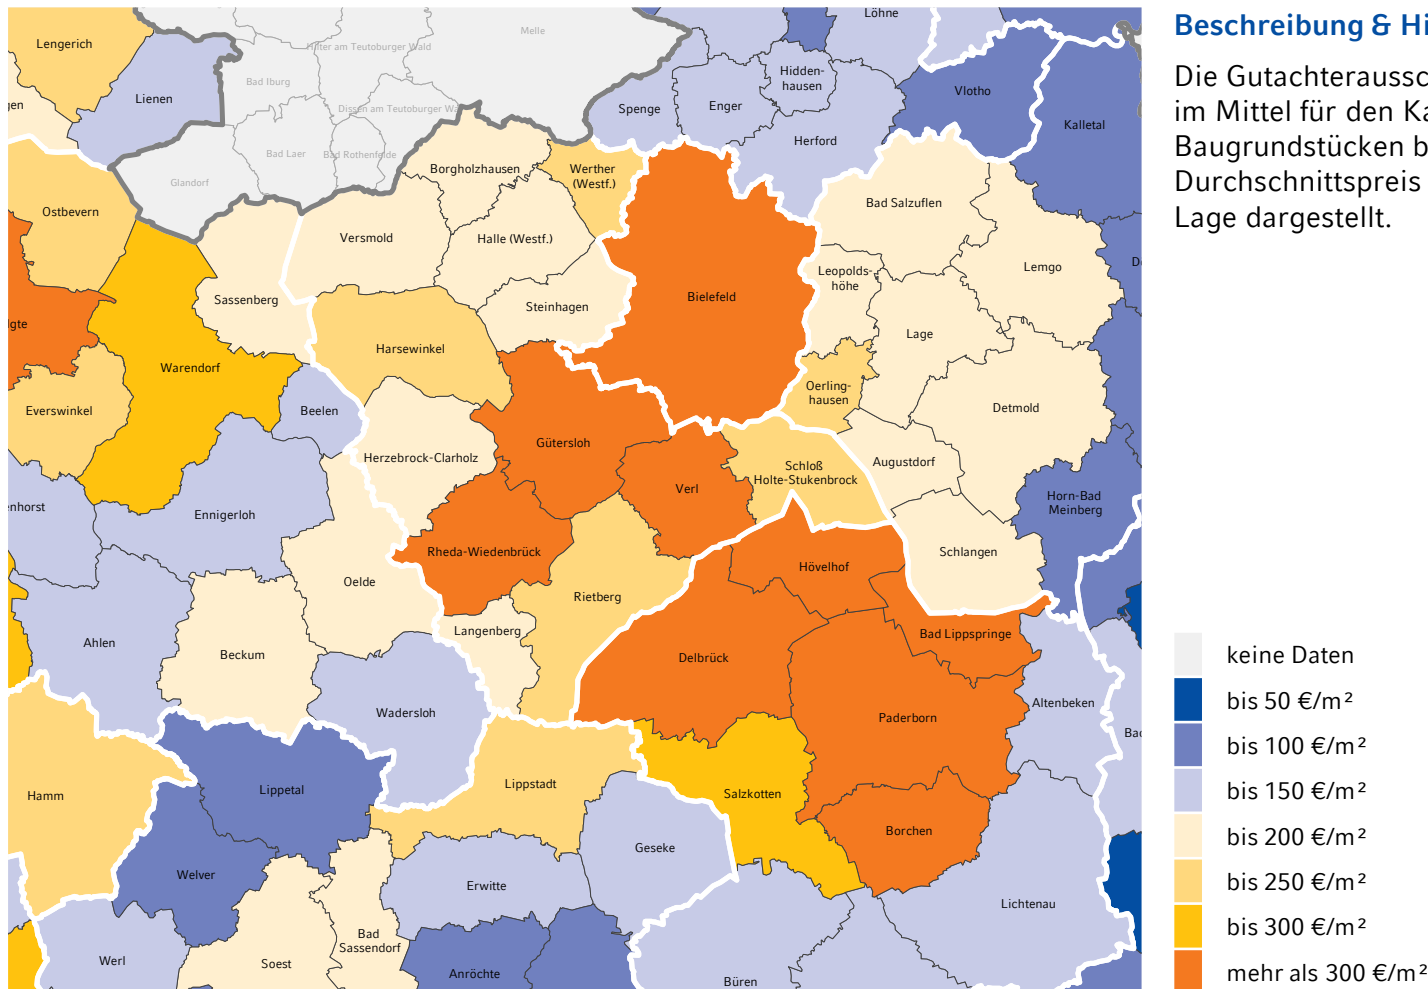 Lengerich
Hilter am Teutoburger Wald
Melle
Löhne
Beschreibung & Hi
Bad Iburg
Hidden-
hausen
Die Gutachteraussc
Lienen
gen
Spenge
Enger
Vlotho
im Mittel für den Ka
Dissen am Teutoburger Wa
Kalletal
Herford
Baugrundstücken b
Bad Laer
Bad Rothenfelde
Borgholzhausen
Werther
(Westf.)
Durchschnittspreis
Glandorf
Lage dargestellt.
Ostbevern
Bad Salzuflen
Versmold
Halle (Westf.)
Lemgo
Leopolds-
höhe
Sassenberg
Bielefeld
Steinhagen
lgte
Lage
Harsewinkel
Warendorf
Oerling-
hausen
Everswinkel
Beelen
Detmold
Gütersloh
Herzebrock-Clarholz
Augustdorf
Schloß
Holte-Stukenbrock
Verl
Horn-Bad
Meinberg
enhorst
Ennigerloh
Rheda-Wiedenbrück
Schlangen
Hövelhof
Oelde
Rietberg
Langenberg
Bad Lippspringe
Ahlen
Beckum
Delbrück
keine Daten
Altenbeken
bis 50 €/m²
Wadersloh
Paderborn
Bac
bis 100 €/m²
Hamm
Lippetal
Lippstadt
Salzkotten
bis 150 €/m²
Borchen
bis 200 €/m²
Geseke
Welver
Erwitte
bis 250 €/m²
Lichtenau
bis 300 €/m²
Bad
Sassendorf
Werl
Soest
Anröchte
Büren
mehr als 300 €/m²